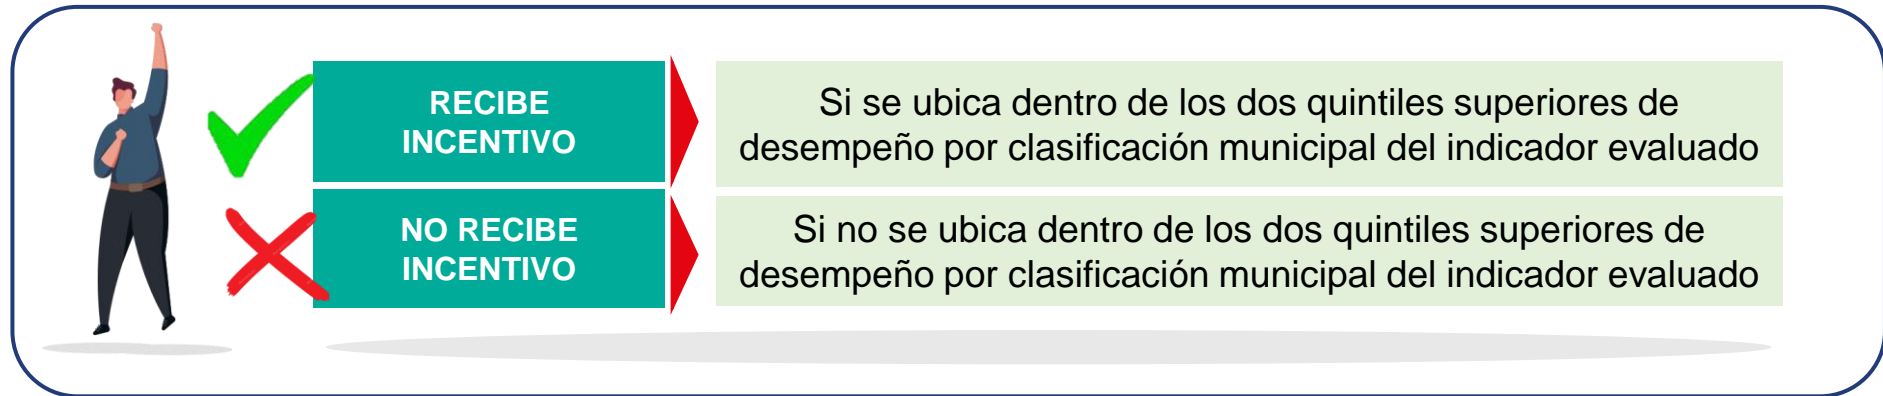 RECIBE
INCENTIVO
Si se ubica dentro de los dos quintiles superiores de
desempeño por clasificación municipal del indicador evaluado
NO RECIBE
INCENTIVO
Si no se ubica dentro de los dos quintiles superiores de
desempeño por clasificación municipal del indicador evaluado